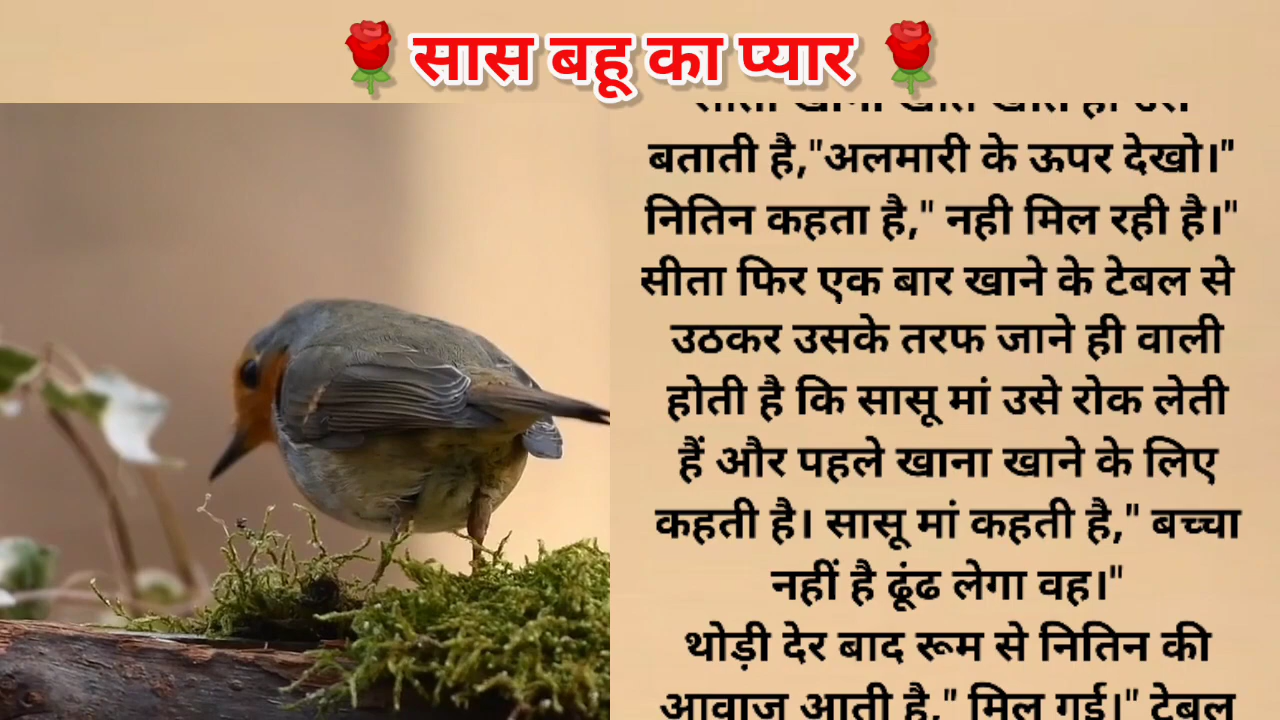 🌹सास बहू का प्यार 🌹
सीता खाना खाते खाते ही उसे
बताती है,"अलमारी के ऊपर देखो।"
नितिन कहता है," नही मिल रही है।"
सीता फिर एक बार खाने के टेबल से
उठकर उसके तरफ जाने ही वाली
होती है कि सासू मां उसे रोक लेती
हैं और पहले खाना खाने के लिए
कहती है। सासू मां कहती है," बच्चा
नहीं है ढूंढ लेगा वह।"
थोड़ी देर बाद रूम से नितिन की
आवाज आती है," मिल गई।" टेबल